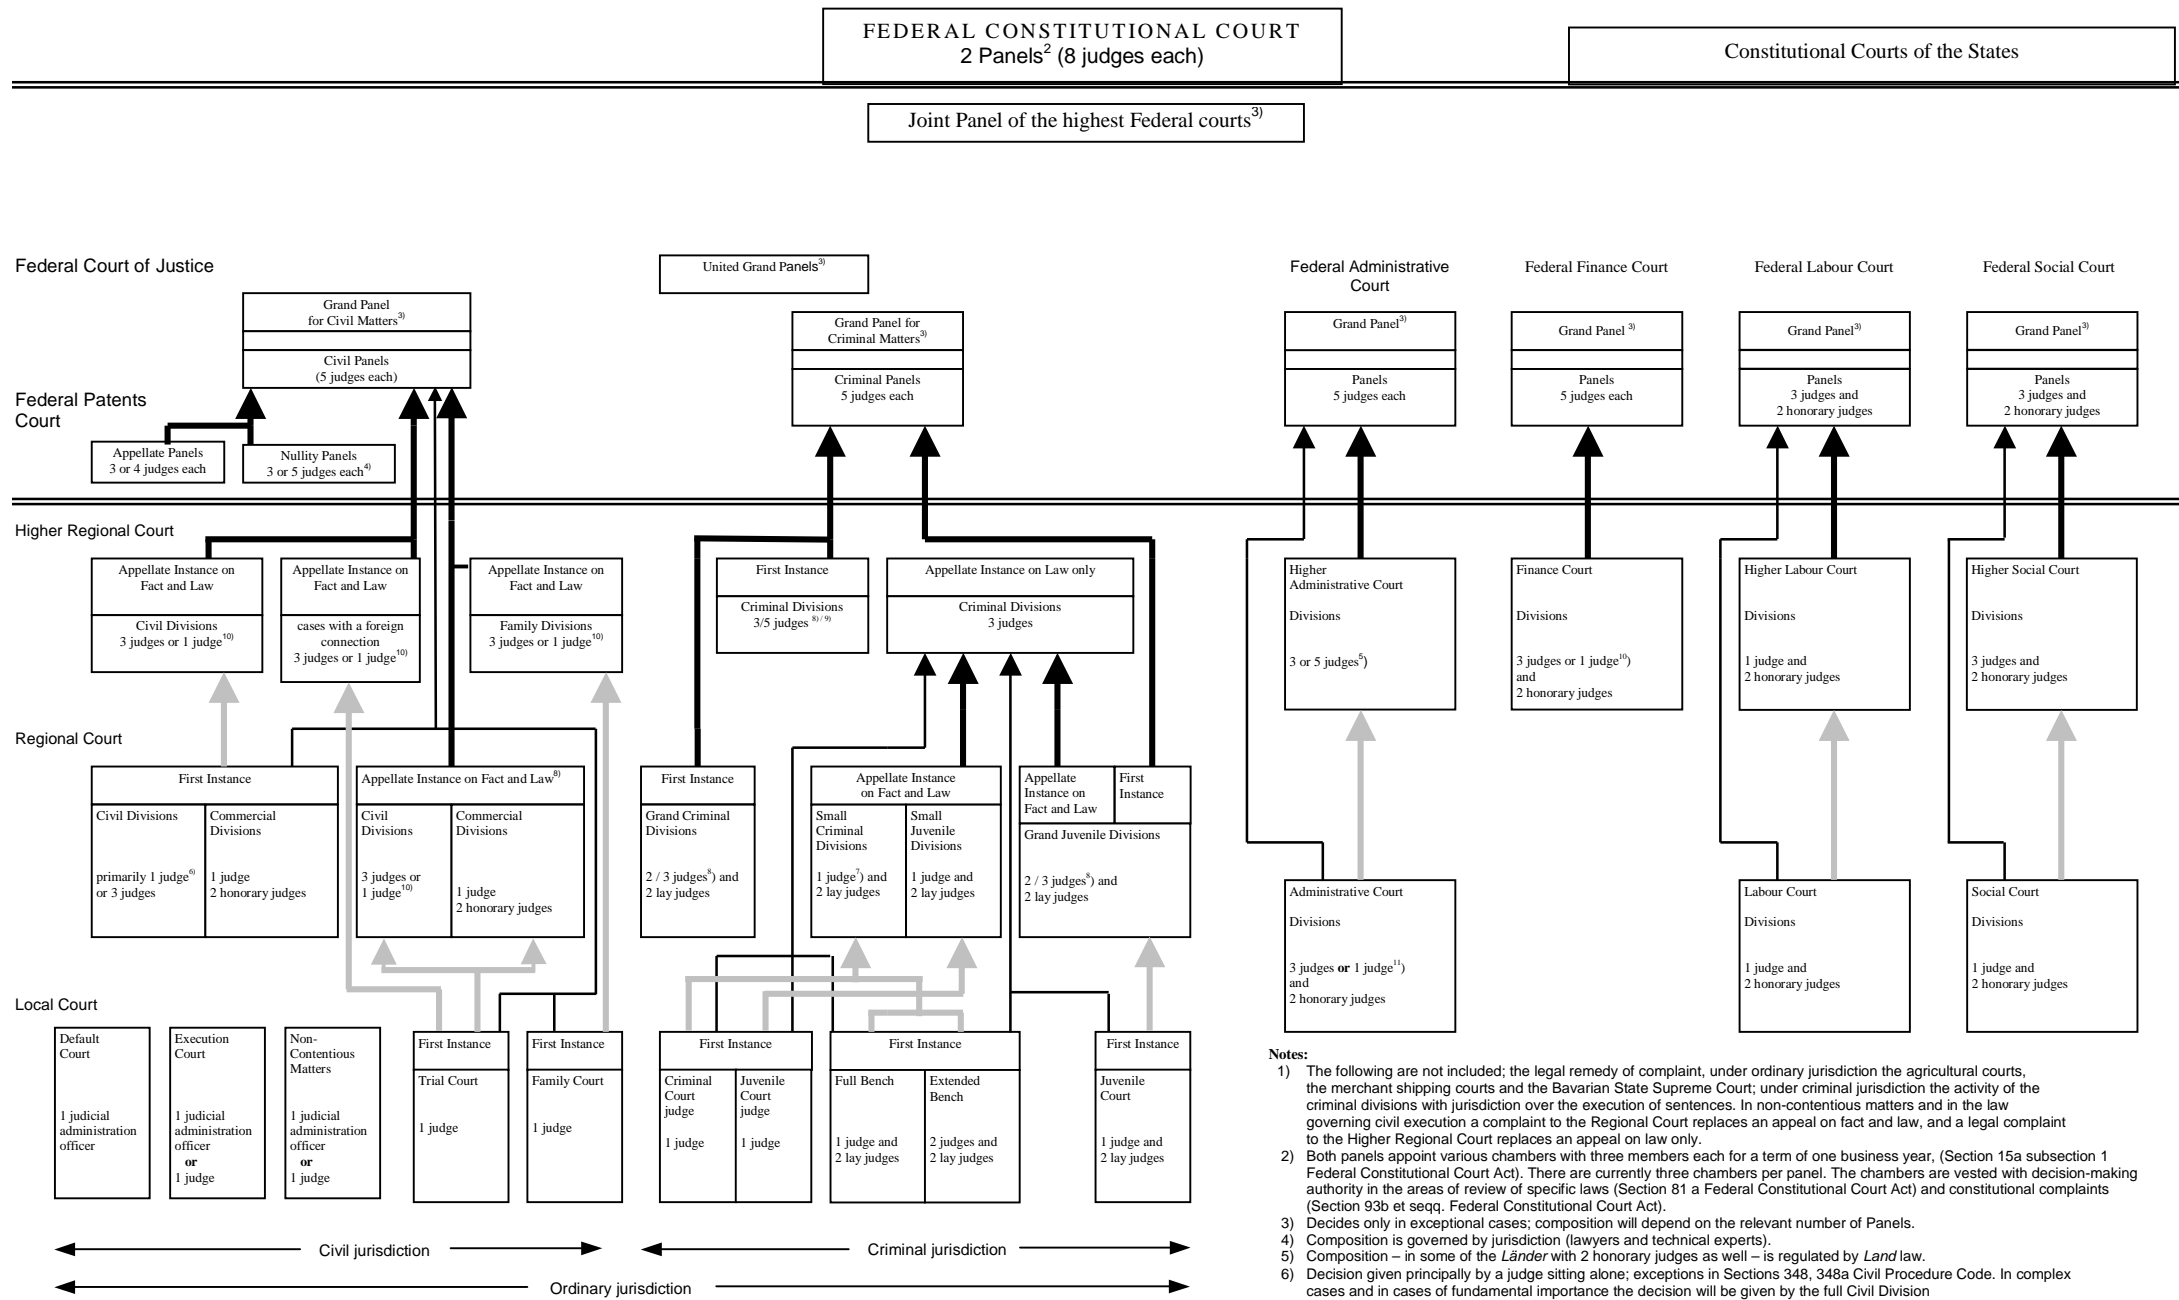 FEDERAL CONSTITUTIONAL COURT
2 Panels2 (8 judges each)
Constitutional Courts of the States
Joint Panel of the highest Federal courts3)
Federal Court of Justice
United Grand Panels3)
Federal Administrative
Court
Federal Finance Court
Federal Labour Court
Federal Social Court
Grand Panel
for Civil Matters3)
Civil Panels
(5 judges each)
Grand Panel for
Criminal Matters3)
Criminal Panels
5 judges each
Grand Panel3)
Panels
5 judges each
Grand Panel 3)
Panels
5 judges each
Grand Panel3)
Panels
3 judges and
2 honorary judges
Grand Panel3)
Panels
3 judges and
2 honorary judges
Federal Patents
Court
Appellate Panels
3 or 4 judges each
Nullity Panels
3 or 5 judges each4)
Higher Regional Court
Appellate Instance on
Fact and Law
Civil Divisions
3 judges or 1 judge10)
Appellate Instance on
Fact and Law
cases with a foreign
connection
3 judges or 1 judge10)
Appellate Instance on
Fact and Law
Family Divisions
3 judges or 1 judge10)
First Instance
Criminal Divisions
3/5 judges 8) / 9)
Appellate Instance on Law only
Criminal Divisions
3 judges
Higher
Administrative Court
Divisions
3 or 5 judges5)
Finance Court
Divisions
3 judges or 1 judge10)
and
2 honorary judges
Higher Labour Court
Divisions
1 judge and
2 honorary judges
Higher Social Court
Divisions
3 judges and
2 honorary judges
Regional Court
First Instance
Civil Divisions
primarily 1 judge6)
or 3 judges
Commercial
Divisions
1 judge
2 honorary judges
Appellate Instance on Fact and Law8)
Civil
Divisions
3 judges or
1 judge10)
Commercial
Divisions
1 judge
2 honorary judges
First Instance
Grand Criminal
Divisions
2 / 3 judges8) and
2 lay judges
Appellate Instance
on Fact and Law
Small
Criminal
Divisions
1 judge7) and
2 lay judges
Small
Juvenile
Divisions
1 judge and
2 lay judges
Appellate
Instance on
Fact and Law
First
Instance
Grand Juvenile Divisions
2 / 3 judges8) and
2 lay judges
Administrative Court
Divisions
3 judges or 1 judge11)
and
2 honorary judges
Labour Court
Divisions
1 judge and
2 honorary judges
Social Court
Divisions
1 judge and
2 honorary judges
Local Court
Default
Court
1 judicial
administration
officer
Execution
Court
1 judicial
administration
officer
or
1 judge
Non-
Contentious
Matters
1 judicial
administration
officer
or
1 judge
First Instance
Trial Court
1 judge
First Instance
Family Court
1 judge
First Instance
Criminal
Court
judge
1 judge
Juvenile
Court
judge
1 judge
First Instance
Full Bench
1 judge and
2 lay judges
Extended
Bench
2 judges and
2 lay judges
First Instance
Juvenile
Court
1 judge and
2 lay judges
Civil jurisdiction
Criminal jurisdiction
Ordinary jurisdiction
Notes:
1) The following are not included; the legal remedy of complaint, under ordinary jurisdiction the agricultural courts,
the merchant shipping courts and the Bavarian State Supreme Court; under criminal jurisdiction the activity of the
criminal divisions with jurisdiction over the execution of sentences. In non-contentious matters and in the law
governing civil execution a complaint to the Regional Court replaces an appeal on fact and law, and a legal complaint
to the Higher Regional Court replaces an appeal on law only.
2) Both panels appoint various chambers with three members each for a term of one business year, (Section 15a subsection 1
Federal Constitutional Court Act). There are currently three chambers per panel. The chambers are vested with decision-making
authority in the areas of review of specific laws (Section 81 a Federal Constitutional Court Act) and constitutional complaints
(Section 93b et seqq. Federal Constitutional Court Act).
3) Decides only in exceptional cases; composition will depend on the relevant number of Panels.
4) Composition is governed by jurisdiction (lawyers and technical experts).
5) Composition – in some of the Länder with 2 honorary judges as well – is regulated by Land law.
6) Decision given principally by a judge sitting alone; exceptions in Sections 348, 348a Civil Procedure Code. In complex
cases and in cases of fundamental importance the decision will be given by the full Civil Division